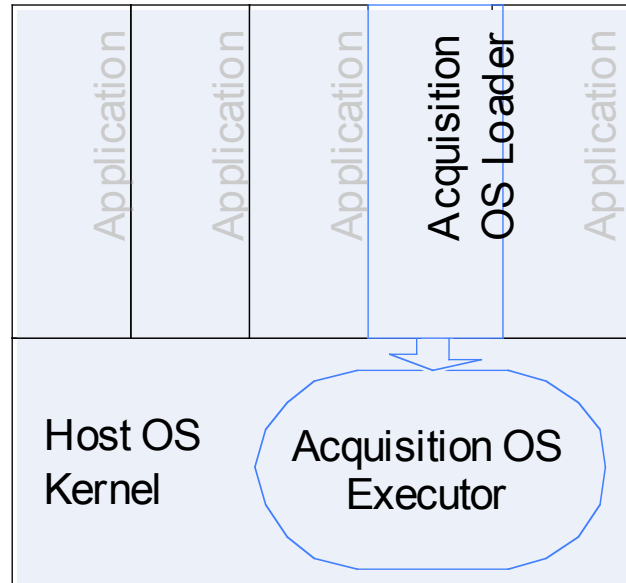 Application
Application
Application
Acquisition
OS Loader
Application
Host OS
Kernel
Acquisition OS
Executor